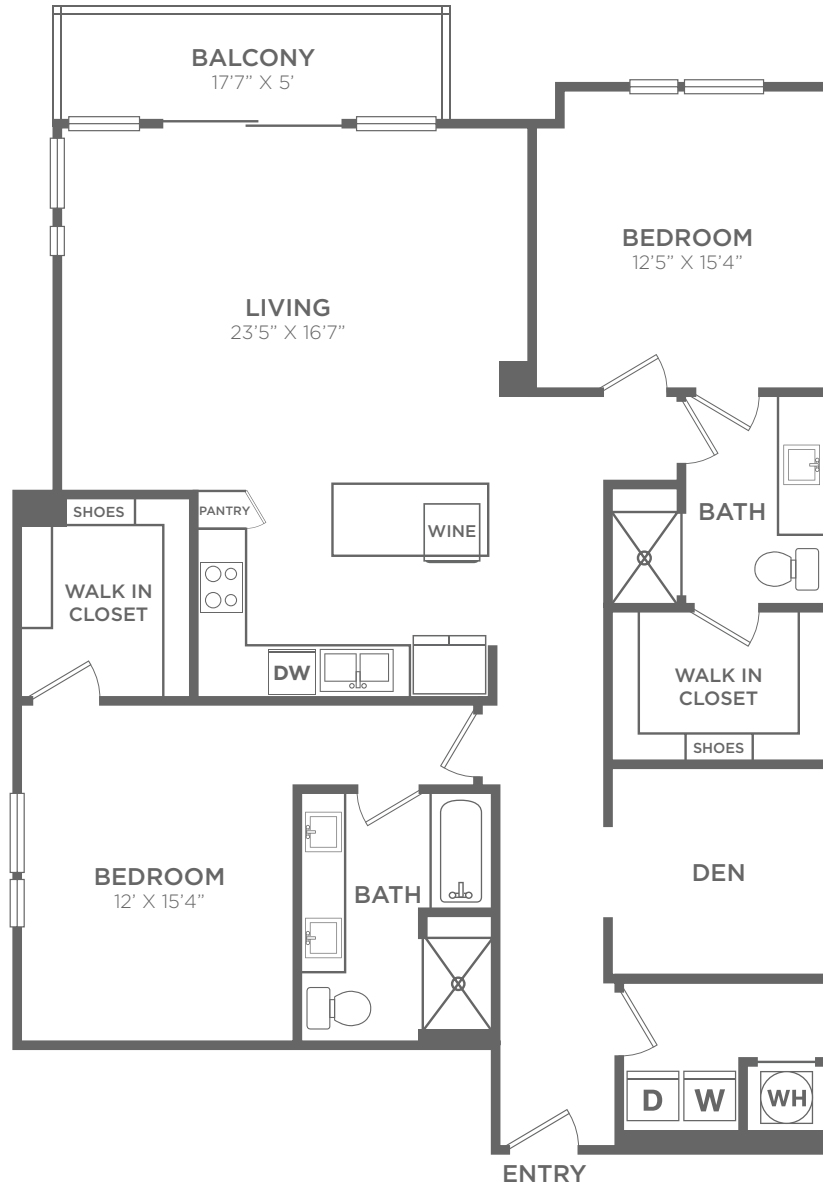 BALCONY
17'7” X 5'
BEDROOM
12'5” X 15'4”
LIVING
23'5” X 16'7”
SHOES
PANTRY
WINE
BATH
WALK IN
CLOSET
DW
WALK IN
CLOSET
SHOES
BEDROOM
12' X 15'4”
BATH
DEN
D
W
WH
ENTRY